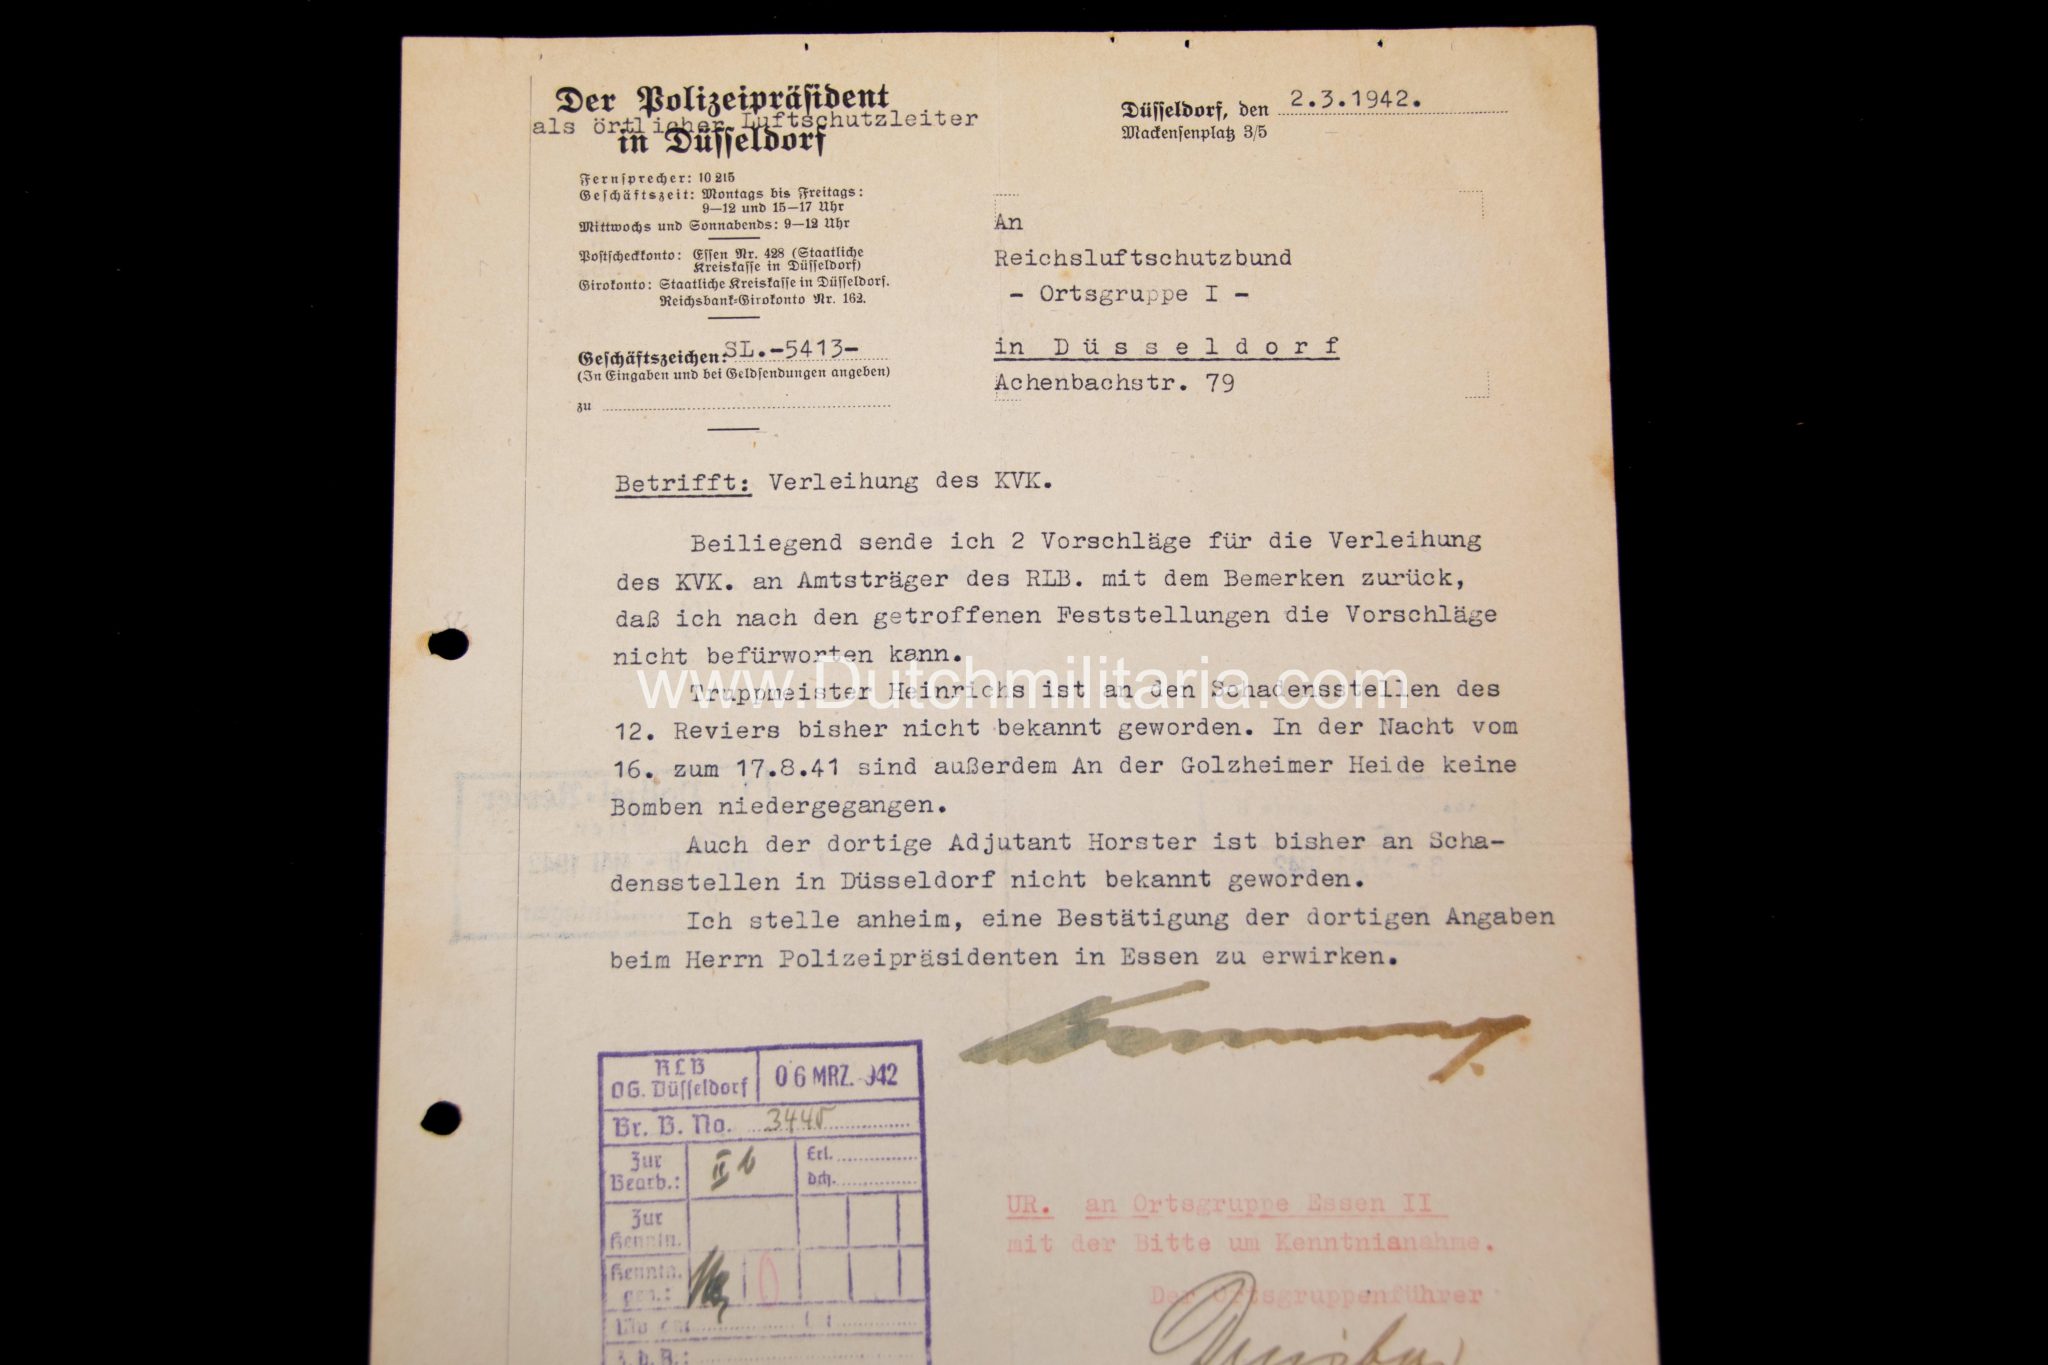 Der Polizeipräsident
als örtlicher Luftschutzleiter
in Düsseldorf
Düsseldorf, den 2.3.1942.
Mackensenplatz 3/5
Fernsprecher: 10 215
Geschäftszeit: Montags bis Freitags:
9—12 und 15—17 Uhr
Mittwochs und Sonnabends: 9—12 Uhr
Postscheckkonto: Essen Nr. 428 (Staatliche
Kreiskasse in Düsseldorf)
Girokonto: Staatliche Kreiskasse in Düsseldorf.
Reichsbank-Girokonto Nr. 162.
Geschäftszeichen: SL.-5413-
(In Eingaben und bei Geldsendungen angeben)
zu
An
Reichsluftschutzbund
- Ortsgruppe I -
in Düsseldorf
Achenbachstr. 79
Betrifft: Verleihung des KVK.
Beiliegend sende ich 2 Vorschläge für die Verleihung
des KVK. an Amtsträger des RLB. mit dem Bemerken zurück,
daß ich nach den getroffenen Feststellungen die Vorschläge
nicht befürworten kann.
www.Dutchmilitaria.com
Truppmeister Heinrichs ist an den Schadensstellen des
12. Reviers bisher nicht bekannt geworden. In der Nacht vom
16. zum 17.8.41 sind außerdem An der Golzheimer Heide keine
Bomben niedergegangen.
Auch der dortige Adjutant Horster ist bisher an Scha-
densstellen in Düsseldorf nicht bekannt geworden.
Ich stelle anheim, eine Bestätigung der dortigen Angaben
beim Herrn Polizeipräsidenten in Essen zu erwirken.
RLB
OG. Düsseldorf
06 MRZ. 942
Br. B. No. 3445
Zur
Bearb.: II b
Erl.
Dch.
Zur
Kenntn.
Kenntn.
gen.:
z. d. A.:
UR. an Ortsgruppe Essen II
mit der Bitte um Kenntnianahme.
Der Ortsgruppenführer